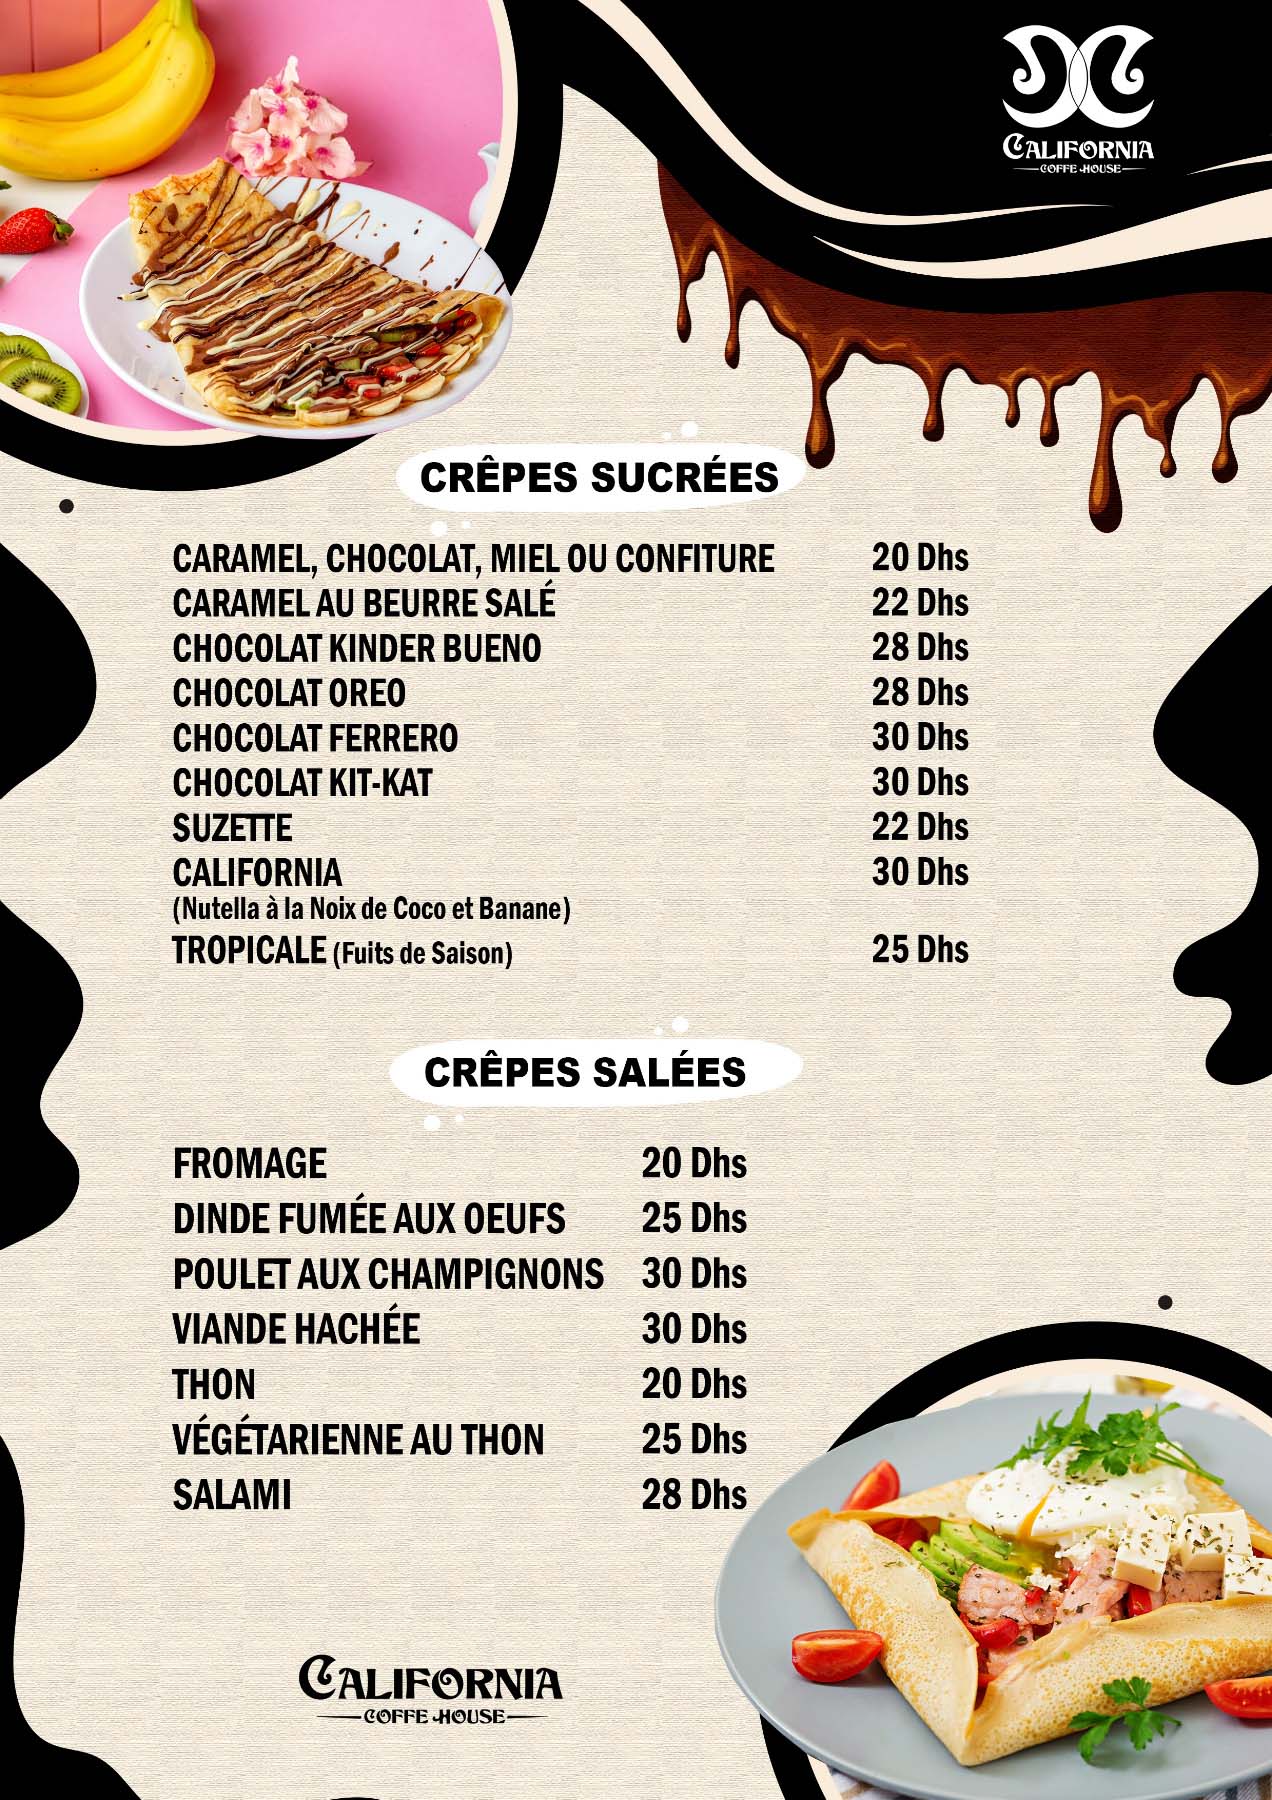 CALIFORNIA
COFFE HOUSE
CRÊPES SUCRÉES
CARAMEL, CHOCOLAT, MIEL OU CONFITURE 20 Dhs
CARAMEL AU BEURRE SALÉ 22 Dhs
CHOCOLAT KINDER BUENO 28 Dhs
CHOCOLAT OREO 28 Dhs
CHOCOLAT FERRERO 30 Dhs
CHOCOLAT KIT-KAT 30 Dhs
SUZETTE 22 Dhs
CALIFORNIA 30 Dhs
(Nutella à la Noix de Coco et Banane)
TROPICALE (Fuits de Saison) 25 Dhs
CRÊPES SALÉES
FROMAGE 20 Dhs
DINDE FUMÉE AUX OEUFS 25 Dhs
POULET AUX CHAMPIGNONS 30 Dhs
VIANDE HACHÉE 30 Dhs
THON 20 Dhs
VÉGÉTARIENNE AU THON 25 Dhs
SALAMI 28 Dhs
CALIFORNIA
COFFE HOUSE